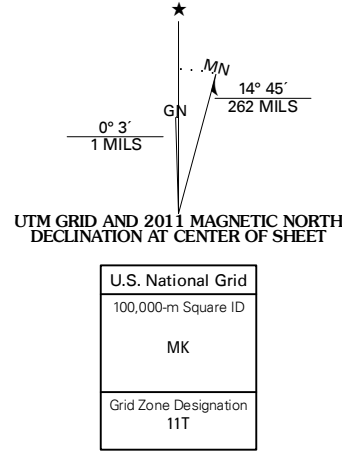 ★
MN
14° 45´
262 MILS
GN
0° 3´
1 MILS
UTM GRID AND 2011 MAGNETIC NORTH
DECLINATION AT CENTER OF SHEET
U.S. National Grid
100,000-m Square ID
MK
Grid Zone Designation
11T